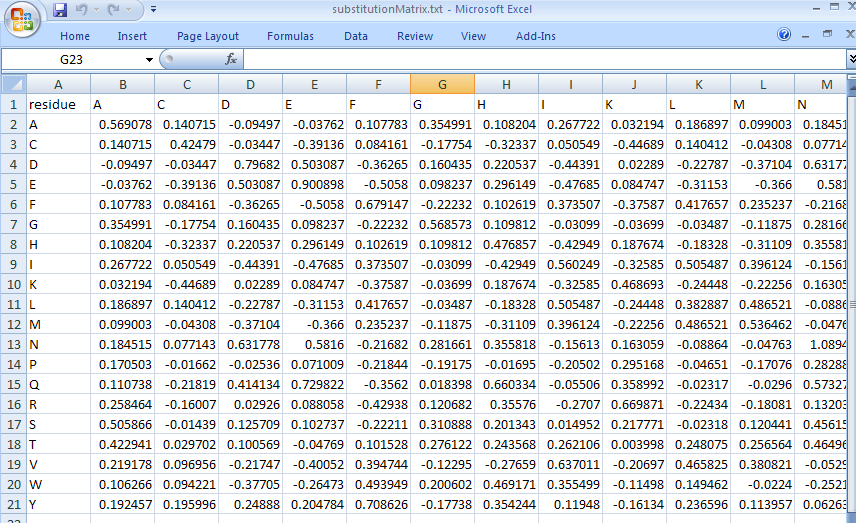 substitutionMatrix.txt - Microsoft Excel
Home Insert Page Layout Formulas Data Review View Add-Ins
G23 fx
A B C D E F G H I J K L M
1 residue A C D E F G H I K L M N
2 A 0.569078 0.140715 -0.09497 -0.03762 0.107783 0.354991 0.108204 0.267722 0.032194 0.186897 0.099003 0.18451
3 C 0.140715 0.42479 -0.03447 -0.39136 0.084161 -0.17754 -0.32337 0.050549 -0.44689 0.140412 -0.04308 0.07714
4 D -0.09497 -0.03447 0.79682 0.503087 -0.36265 0.160435 0.220537 -0.44391 0.02289 -0.22787 -0.37104 0.63177
5 E -0.03762 -0.39136 0.503087 0.900898 -0.5058 0.098237 0.296149 -0.47685 0.084747 -0.31153 -0.366 0.581
6 F 0.107783 0.084161 -0.36265 -0.5058 0.679147 -0.22232 0.102619 0.373507 -0.37587 0.417657 0.235237 -0.2168
7 G 0.354991 -0.17754 0.160435 0.098237 -0.22232 0.568573 0.109812 -0.03099 -0.03699 -0.03487 -0.11875 0.28166
8 H 0.108204 -0.32337 0.220537 0.296149 0.102619 0.109812 0.476857 -0.42949 0.187674 -0.18328 -0.31109 0.35581
9 I 0.267722 0.050549 -0.44391 -0.47685 0.373507 -0.03099 -0.42949 0.560249 -0.32585 0.505487 0.396124 -0.1561
10 K 0.032194 -0.44689 0.02289 0.084747 -0.37587 -0.03699 0.187674 -0.32585 0.468693 -0.24448 -0.22256 0.16305
11 L 0.186897 0.140412 -0.22787 -0.31153 0.417657 -0.03487 -0.18328 0.505487 -0.24448 0.382887 0.486521 -0.0886
12 M 0.099003 -0.04308 -0.37104 -0.366 0.235237 -0.11875 -0.31109 0.396124 -0.22256 0.486521 0.536462 -0.0476
13 N 0.184515 0.077143 0.631778 0.5816 -0.21682 0.281661 0.355818 -0.15613 0.163059 -0.08864 -0.04763 1.0894
14 P 0.170503 -0.01662 -0.02536 0.071009 -0.21844 -0.19175 -0.01695 -0.20502 0.295168 -0.04651 -0.17076 0.28288
15 Q 0.110738 -0.21819 0.414134 0.729822 -0.3562 0.018398 0.660334 -0.05506 0.358992 -0.02317 -0.0296 0.57327
16 R 0.258464 -0.16007 0.02926 0.088058 -0.42938 0.120682 0.35576 -0.2707 0.669871 -0.22434 -0.18081 0.13203
17 S 0.505866 -0.01439 0.125709 0.102737 -0.22211 0.310888 0.201343 0.014952 0.217771 -0.02318 0.120441 0.45615
18 T 0.422941 0.029702 0.100569 -0.04769 0.101528 0.276122 0.243568 0.262106 0.003998 0.248075 0.256564 0.46496
19 V 0.219178 0.096956 -0.21747 -0.40052 0.394744 -0.12295 -0.27659 0.637011 -0.20697 0.465825 0.380821 -0.0529
20 W 0.106266 0.094221 -0.37705 -0.26473 0.493949 0.200602 0.469171 0.355499 -0.11498 0.149462 -0.0224 -0.2521
21 Y 0.192457 0.195996 0.24888 0.204784 0.708626 -0.17738 0.354244 0.11948 -0.16134 0.236596 0.113957 0.06263